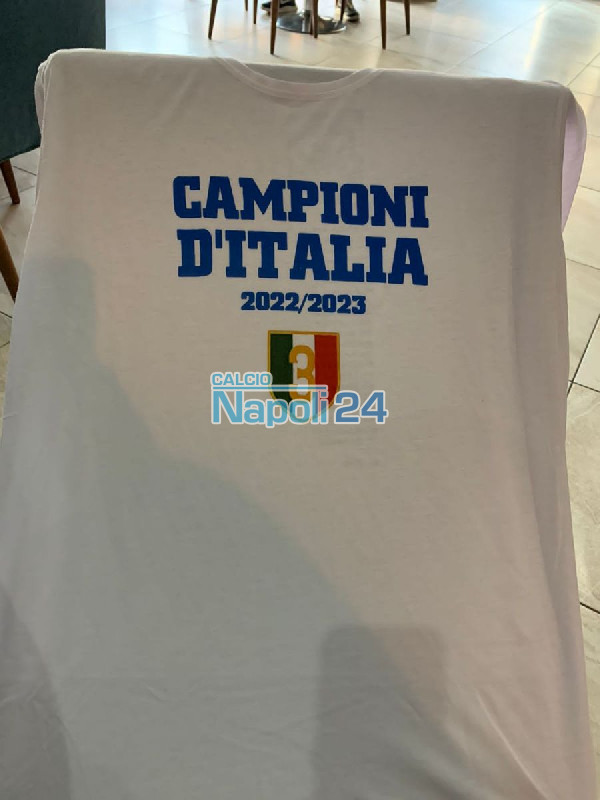 CAMPIONI
D'ITALIA
2022/2023
3
CALCIO
Napoli 24